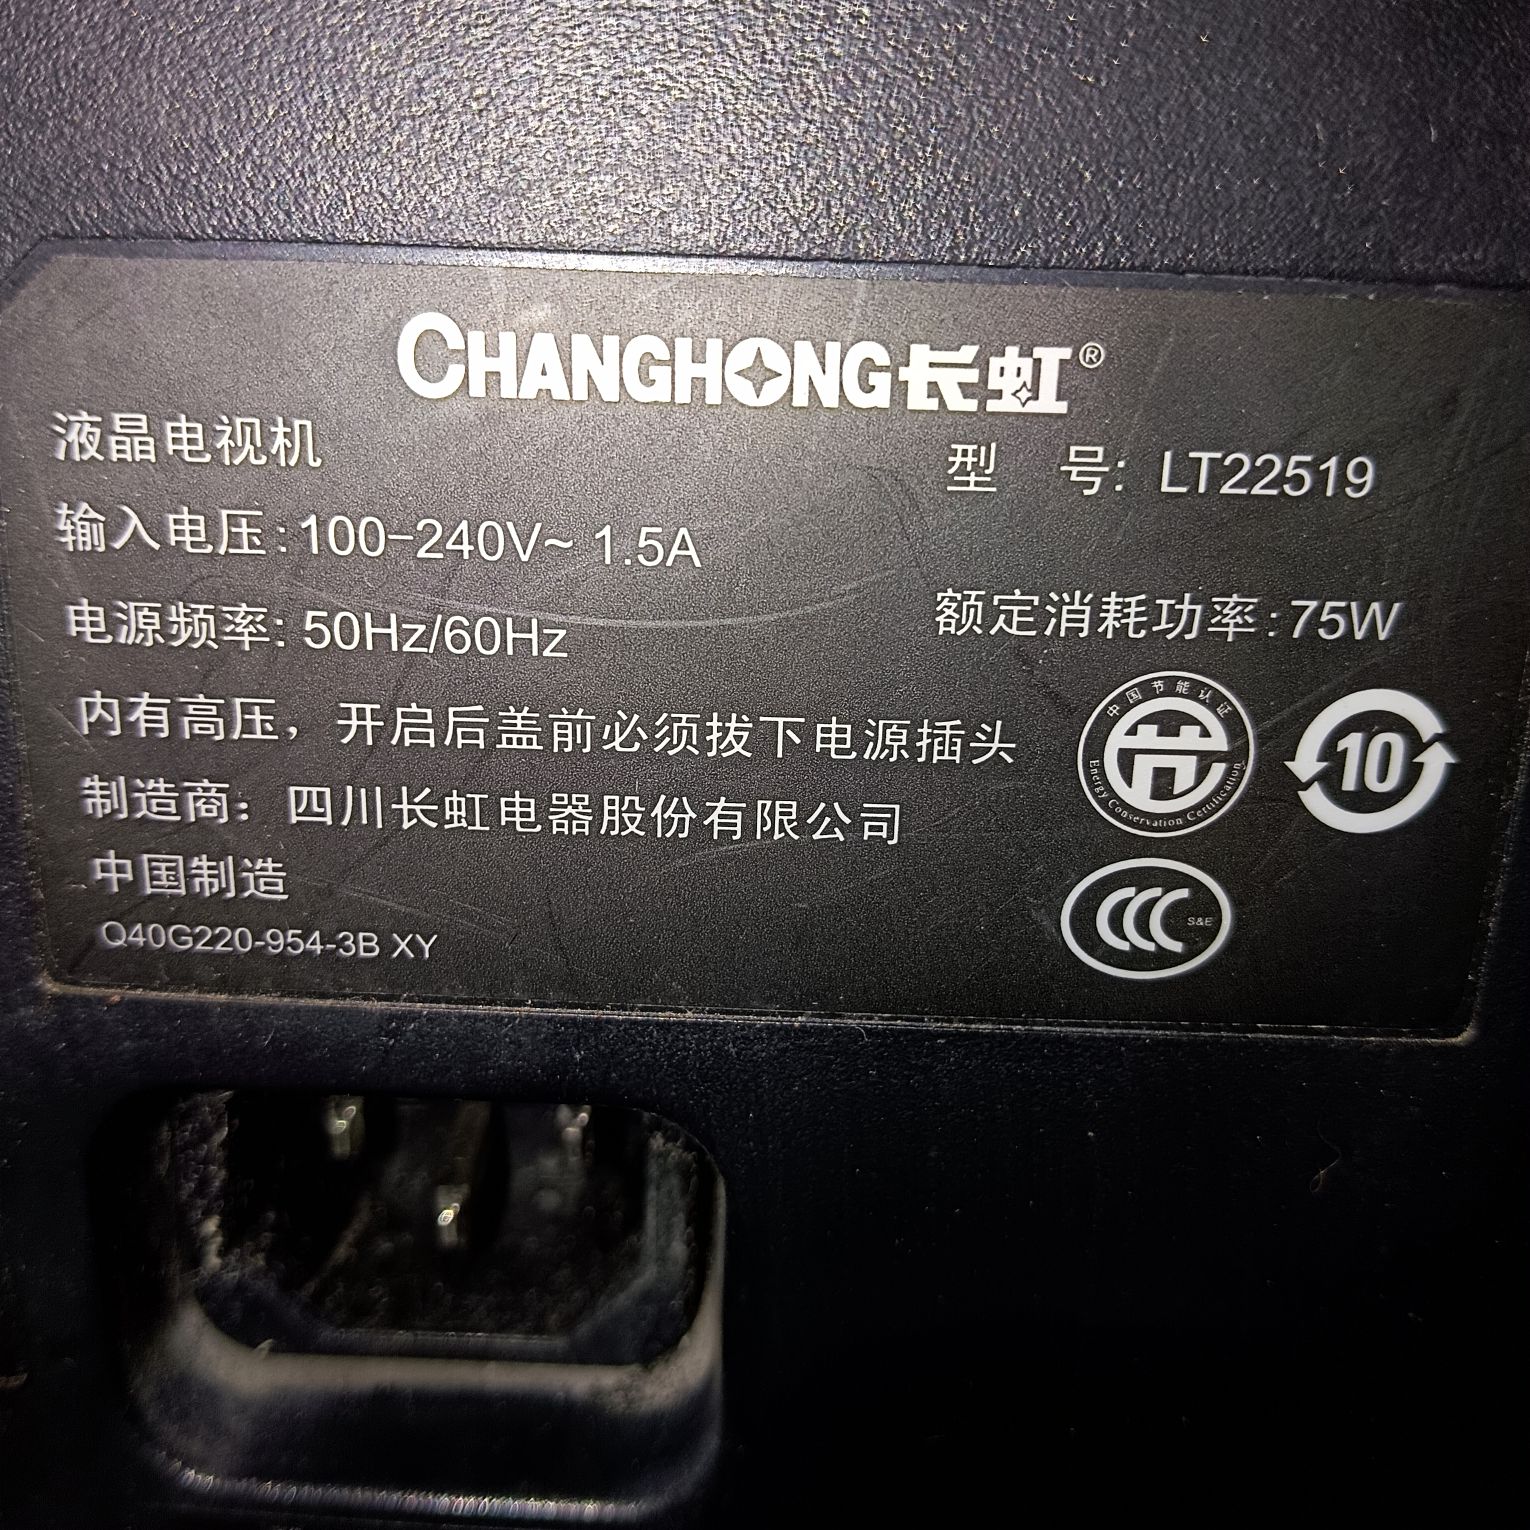 CHANGHONG长虹®
液晶电视机
型 号: LT22519
输入电压:100-240V~ 1.5A
电源频率: 50Hz/60Hz
额定消耗功率:75W
内有高压，开启后盖前必须拔下电源插头
中国节能认证
节
Energy Conservation Certification
10
制造商：四川长虹电器股份有限公司
中国制造
CCC S&E
Q40G220-954-3B XY